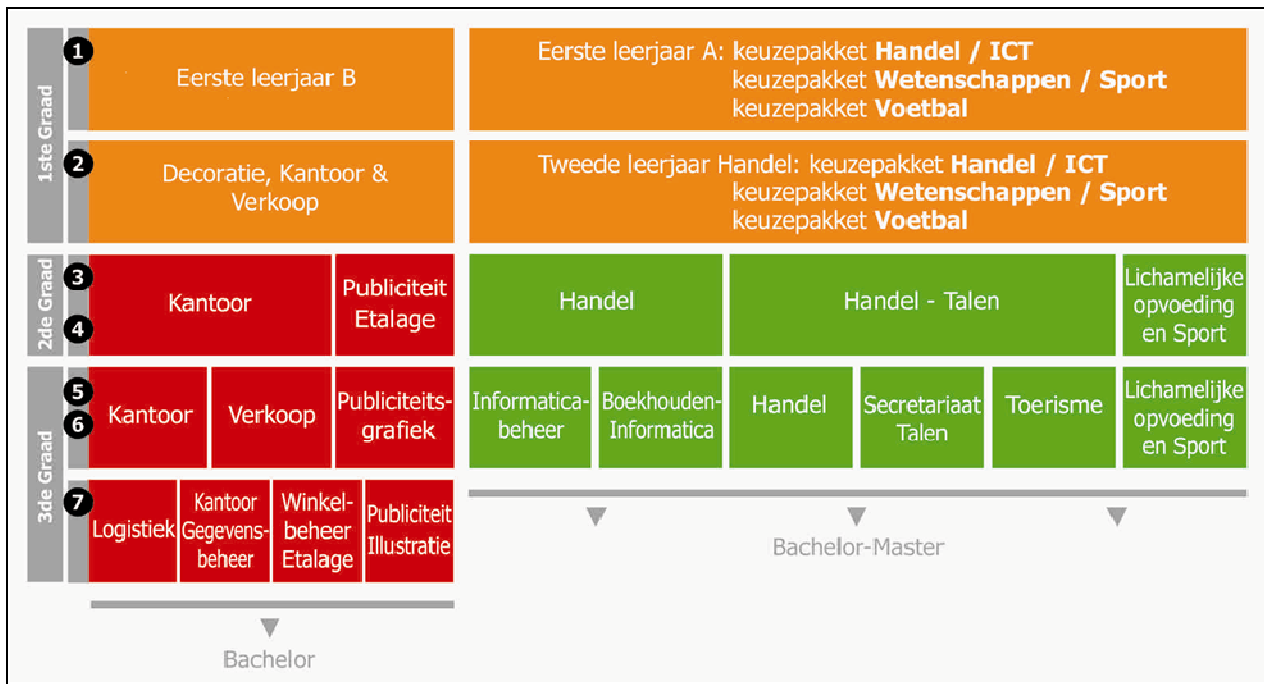 1ste Graad
1
Eerste leerjaar B
Eerste leerjaar A: keuzepakket Handel / ICT
keuzepakket Wetenschappen / Sport
keuzepakket Voetbal
2
Decoratie, Kantoor &
Verkoop
Tweede leerjaar Handel: keuzepakket Handel / ICT
keuzepakket Wetenschappen / Sport
keuzepakket Voetbal
2de Graad
3
4
Kantoor
Publiciteit
Etalage
Handel
Handel - Talen
Lichamelijke
opvoeding
en Sport
3de Graad
5
6
Kantoor
Verkoop
Publiciteits-
grafiek
Informatica-
beheer
Boekhouden-
Informatica
Handel
Secretariaat
Talen
Toerisme
Lichamelijke
opvoeding
en Sport
7
Logistiek
Kantoor
Gegevens-
beheer
Winkel-
beheer
Etalage
Publiciteit
Illustratie
Bachelor-Master
Bachelor